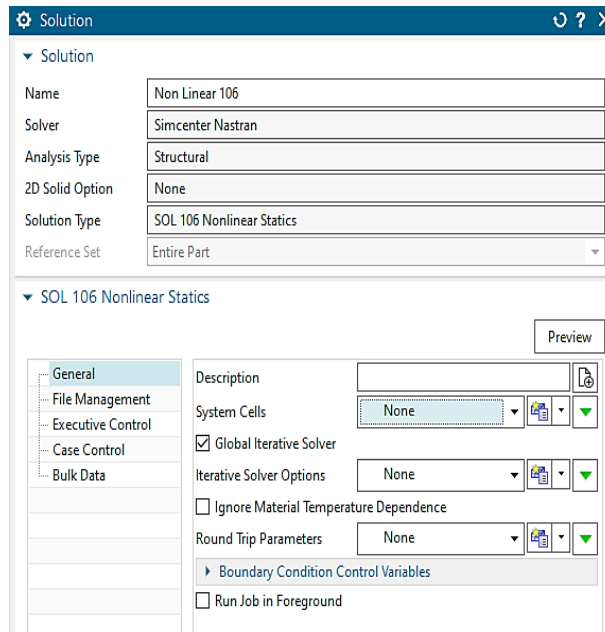 Solution
Solution
Name Non Linear 106
Solver Simcenter Nastran
Analysis Type Structural
2D Solid Option None
Solution Type SOL 106 Nonlinear Statics
Reference Set Entire Part
SOL 106 Nonlinear Statics
Preview
General
File Management
Executive Control
Case Control
Bulk Data
Description
System Cells None
Global Iterative Solver
Iterative Solver Options None
Ignore Material Temperature Dependence
Round Trip Parameters None
Boundary Condition Control Variables
Run Job in Foreground